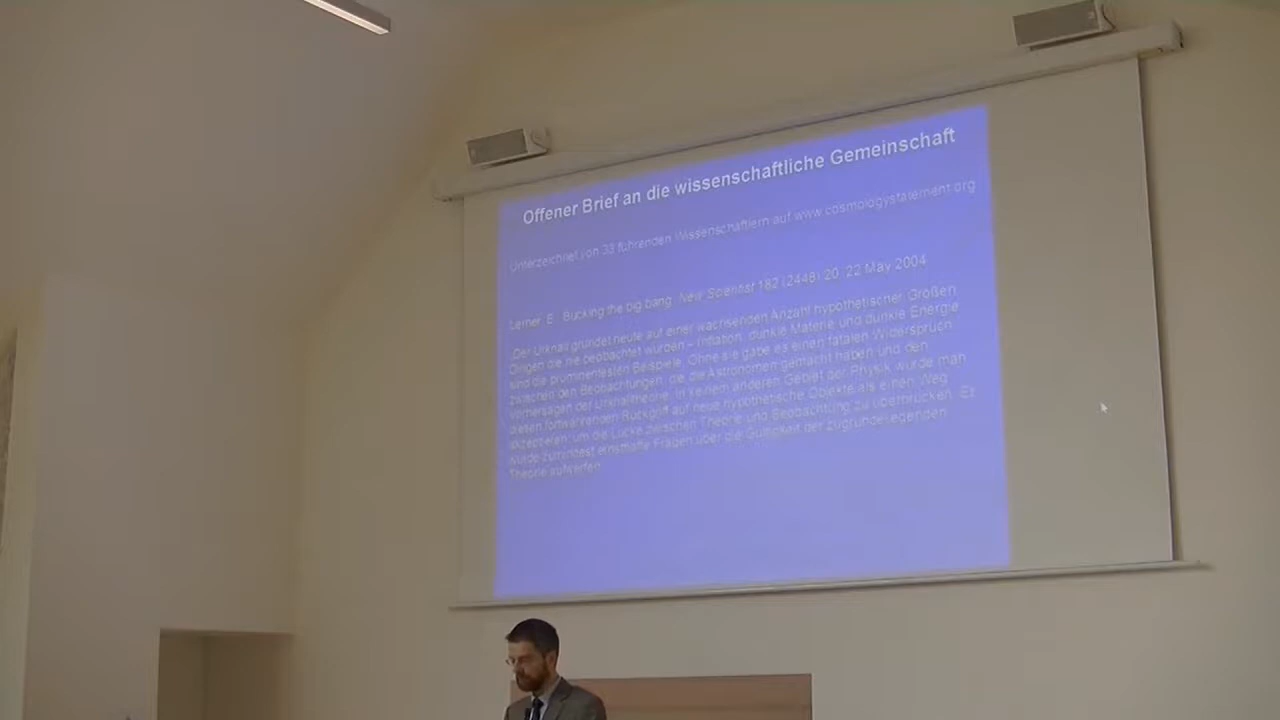 Offener Brief an die wissenschaftliche Gemeinschaft
Unterzeichnet von 33 führenden Wissenschaftlern auf www.cosmologystatement.org
Lerner, E., Bucking the big bang, New Scientist 182 (2448) 20, 22 May 2004
„Der Urknall gründet heute auf einer wachsenden Anzahl hypothetischer Größen,
Dingen die nie beobachtet wurden – Inflation, dunkle Materie und dunkle Energie
sind die prominentesten Beispiele. Ohne sie gäbe es einen fatalen Widerspruch
zwischen den Beobachtungen, die die Astronomen gemacht haben und den
Vorhersagen der Urknalltheorie. In keinem anderen Gebiet der Physik würde man
diesen fortwährenden Rückgriff auf neue hypothetische Objekte als einen Weg
akzeptieren, um die Lücke zwischen Theorie und Beobachtung zu überbrücken. Es
würde zumindest ernsthafte Fragen über die Gültigkeit der zugrundelegenden
Theorie aufwerfen.